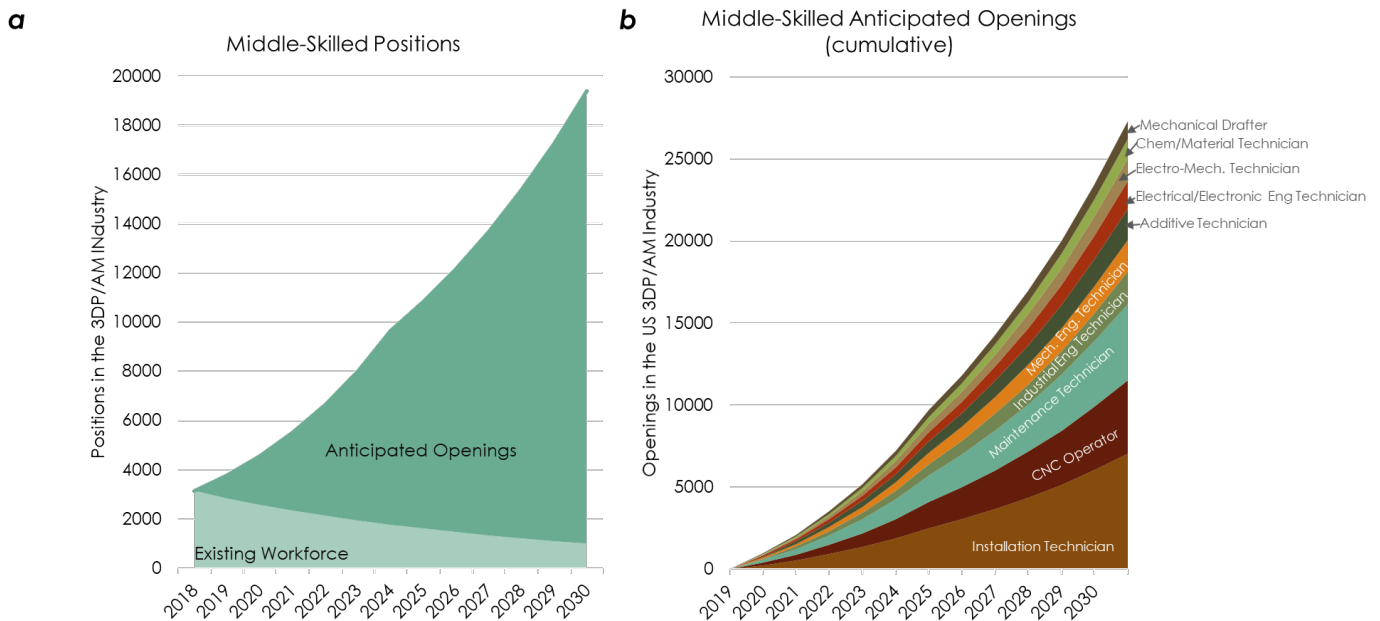 a
Middle-Skilled Positions
Positions in the 3DP/AM INdustry
20000
18000
16000
14000
12000
10000
8000
6000
4000
2000
0
Anticipated Openings
Existing Workforce
2018
2019
2020
2021
2022
2023
2024
2025
2026
2027
2028
2029
2030
b
Middle-Skilled Anticipated Openings
(cumulative)
Openings in the US 3DP/AM Industry
30000
25000
20000
15000
10000
5000
0
Mechanical Drafter
Chem/Material Technician
Electro-Mech. Technician
Electrical/Electronic Eng Technician
Additive Technician
Mech. Eng. Technician
Industrial Eng Technician
Maintenance Technician
CNC Operator
Installation Technician
2019
2020
2021
2022
2023
2024
2025
2026
2027
2028
2029
2030